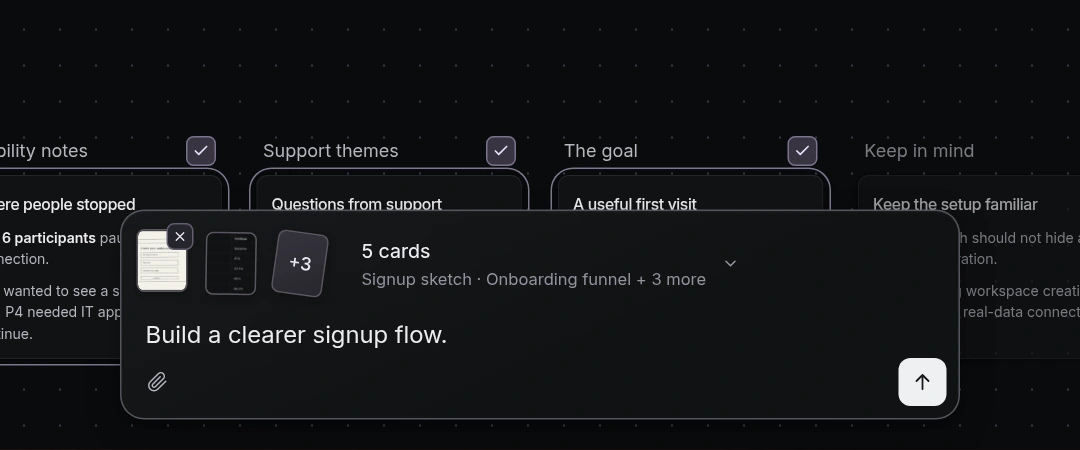 bility notes
Support themes
The goal
Keep in mind
ere people stopped
Questions from support
A useful first visit
Keep the setup familiar
6 participants pau
nection.
wanted to see a s
P4 needed IT app
tinue.
h should not hide a
ration.
workspace creati
real-data connect
+3
5 cards
Signup sketch · Onboarding funnel + 3 more
Build a clearer signup flow.